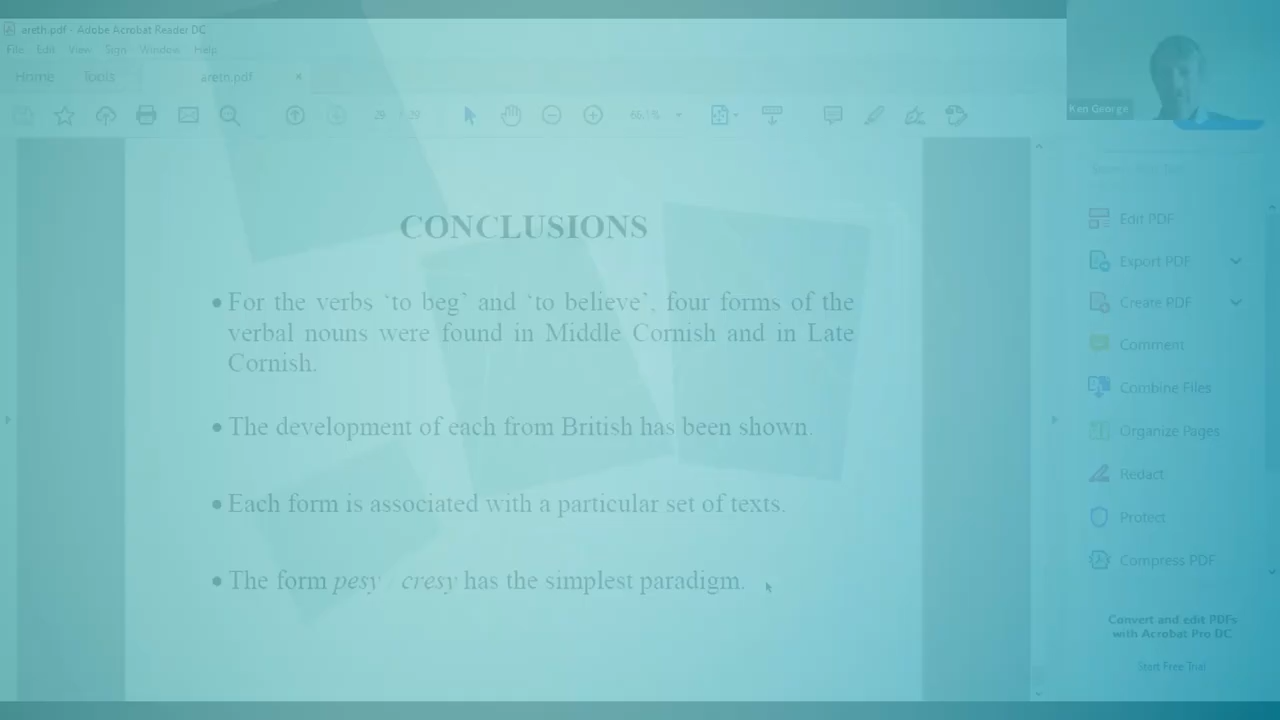 areth.pdf - Adobe Acrobat Reader DC
File Edit View Sign Window Help
Home Tools areth.pdf ×
29 / 29 66.5%
Ken George
CONCLUSIONS
• For the verbs ‘to beg’ and ‘to believe’, four forms of the
verbal nouns were found in Middle Cornish and in Late
Cornish.
• The development of each from British has been shown.
• Each form is associated with a particular set of texts.
• The form pesy / cresy has the simplest paradigm.
Edit PDF
Export PDF
Create PDF
Comment
Combine Files
Organize Pages
Redact
Protect
Compress PDF
Convert and edit PDFs
with Acrobat Pro DC
Start Free Trial